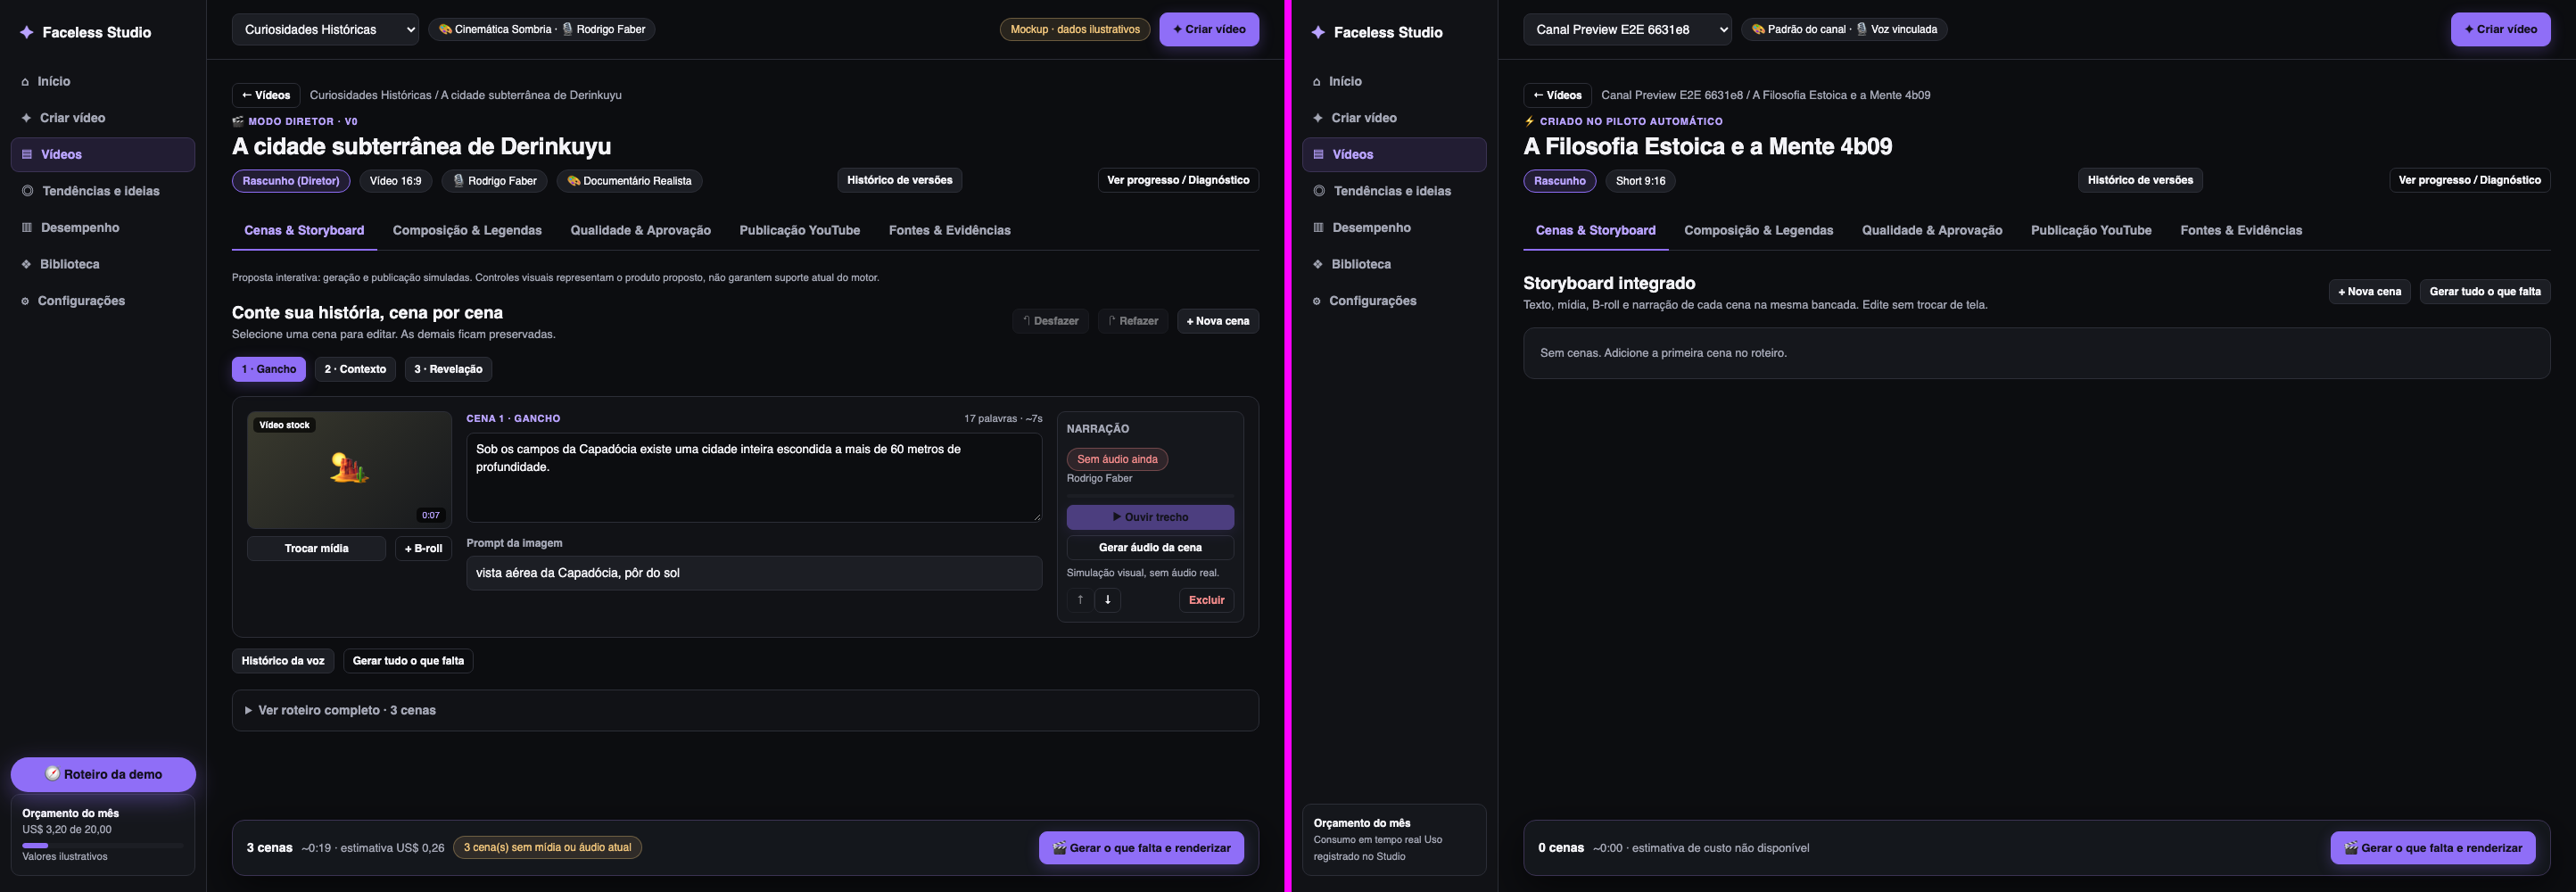 Faceless Studio
Início
Criar vídeo
Vídeos
Tendências e ideias
Desempenho
Biblioteca
Configurações
Roteiro da demo
Orçamento do mês
US$ 3,20 de 20,00
Valores ilustrativos
Curiosidades Históricas
Cinemática Sombria · Rodrigo Faber
Mockup · dados ilustrativos
Criar vídeo
← Vídeos
Curiosidades Históricas / A cidade subterrânea de Derinkuyu
MODO DIRETOR · V0
A cidade subterrânea de Derinkuyu
Rascunho (Diretor)
Vídeo 16:9
Rodrigo Faber
Documentário Realista
Histórico de versões
Ver progresso / Diagnóstico
Cenas & Storyboard
Composição & Legendas
Qualidade & Aprovação
Publicação YouTube
Fontes & Evidências
Proposta interativa: geração e publicação simuladas. Controles visuais representam o produto proposto, não garantem suporte atual do motor.
Conte sua história, cena por cena
Selecione uma cena para editar. As demais ficam preservadas.
Desfazer
Refazer
+ Nova cena
1 · Gancho
2 · Contexto
3 · Revelação
Vídeo stock
0:07
Trocar mídia
+ B-roll
CENA 1 · GANCHO
17 palavras · ~7s
Sob os campos da Capadócia existe uma cidade inteira escondida a mais de 60 metros de
profundidade.
Prompt da imagem
vista aérea da Capadócia, pôr do sol
NARRAÇÃO
Sem áudio ainda
Rodrigo Faber
▶ Ouvir trecho
Gerar áudio da cena
Simulação visual, sem áudio real.
↑
↓
Excluir
Histórico da voz
Gerar tudo o que falta
▶ Ver roteiro completo · 3 cenas
3 cenas
~0:19 · estimativa US$ 0,26
3 cena(s) sem mídia ou áudio atual
Gerar o que falta e renderizar
Faceless Studio
Início
Criar vídeo
Vídeos
Tendências e ideias
Desempenho
Biblioteca
Configurações
Orçamento do mês
Consumo em tempo real Uso
registrado no Studio
Canal Preview E2E 6631e8
Padrão do canal · Voz vinculada
Criar vídeo
← Vídeos
Canal Preview E2E 6631e8 / A Filosofia Estoica e a Mente 4b09
CRIADO NO PILOTO AUTOMÁTICO
A Filosofia Estoica e a Mente 4b09
Rascunho
Short 9:16
Histórico de versões
Ver progresso / Diagnóstico
Cenas & Storyboard
Composição & Legendas
Qualidade & Aprovação
Publicação YouTube
Fontes & Evidências
Storyboard integrado
Texto, mídia, B-roll e narração de cada cena na mesma bancada. Edite sem trocar de tela.
+ Nova cena
Gerar tudo o que falta
Sem cenas. Adicione a primeira cena no roteiro.
0 cenas
~0:00 · estimativa de custo não disponível
Gerar o que falta e renderizar